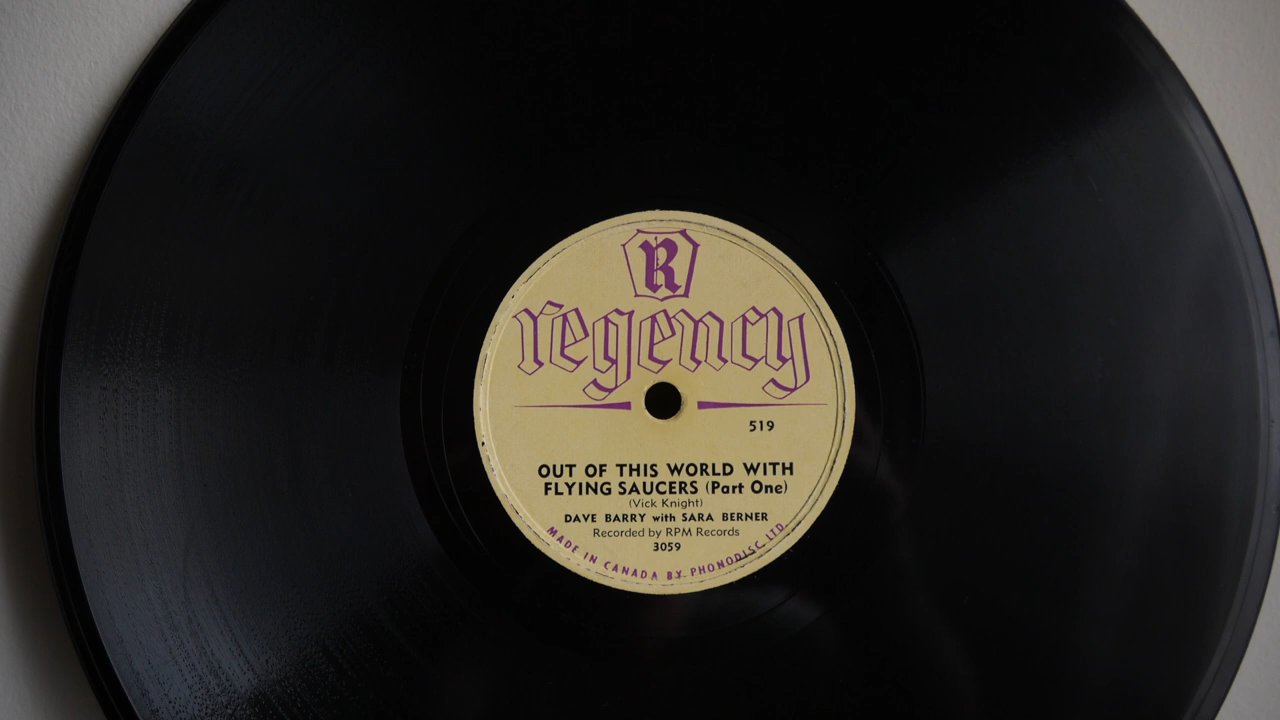 R
regency
519
OUT OF THIS WORLD WITH
FLYING SAUCERS (Part One)
(Vick Knight)
DAVE BARRY with SARA BERNER
Recorded by RPM Records
3059
MADE IN CANADA BY PHONODISC LTD.